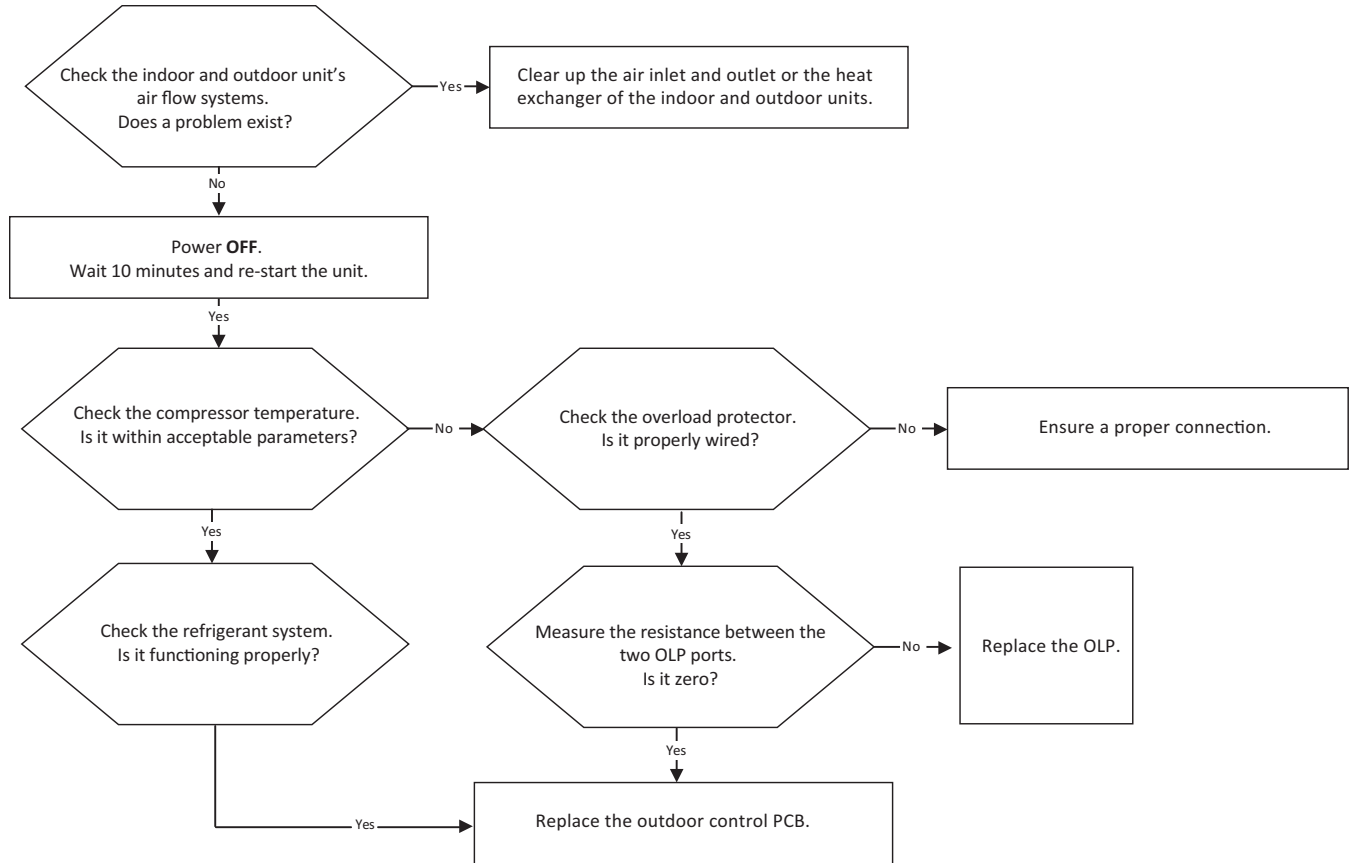 Check the indoor and outdoor unit's
air flow systems.
Does a problem exist?
Yes
Clear up the air inlet and outlet or the heat
exchanger of the indoor and outdoor units.
No
Power OFF.
Wait 10 minutes and re-start the unit.
Yes
Check the compressor temperature.
Is it within acceptable parameters?
No
Check the overload protector.
Is it properly wired?
No
Ensure a proper connection.
Yes
Yes
Check the refrigerant system.
Is it functioning properly?
Measure the resistance between the
two OLP ports.
Is it zero?
No
Replace the OLP.
Yes
Yes
Replace the outdoor control PCB.